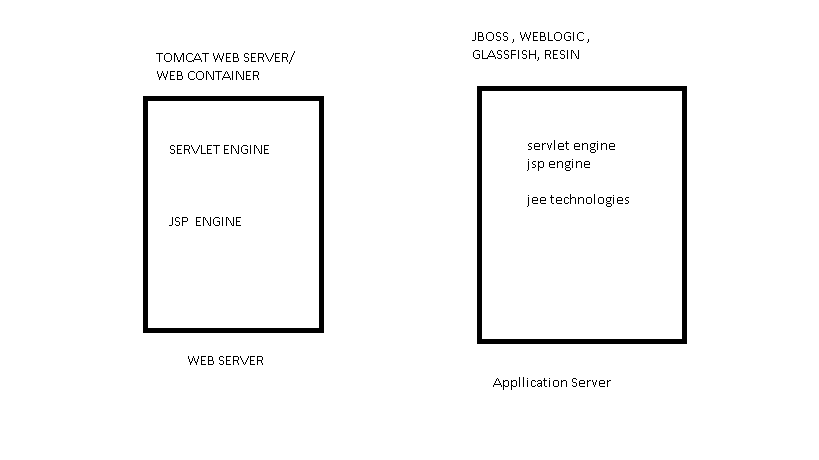 TOMCAT WEB SERVER/
WEB CONTAINER
SERVLET ENGINE
JSP  ENGINE
WEB SERVER
JBOSS , WEBLOGIC ,
GLASSFISH, RESIN
servlet engine
jsp engine
jee technologies
Appllication Server